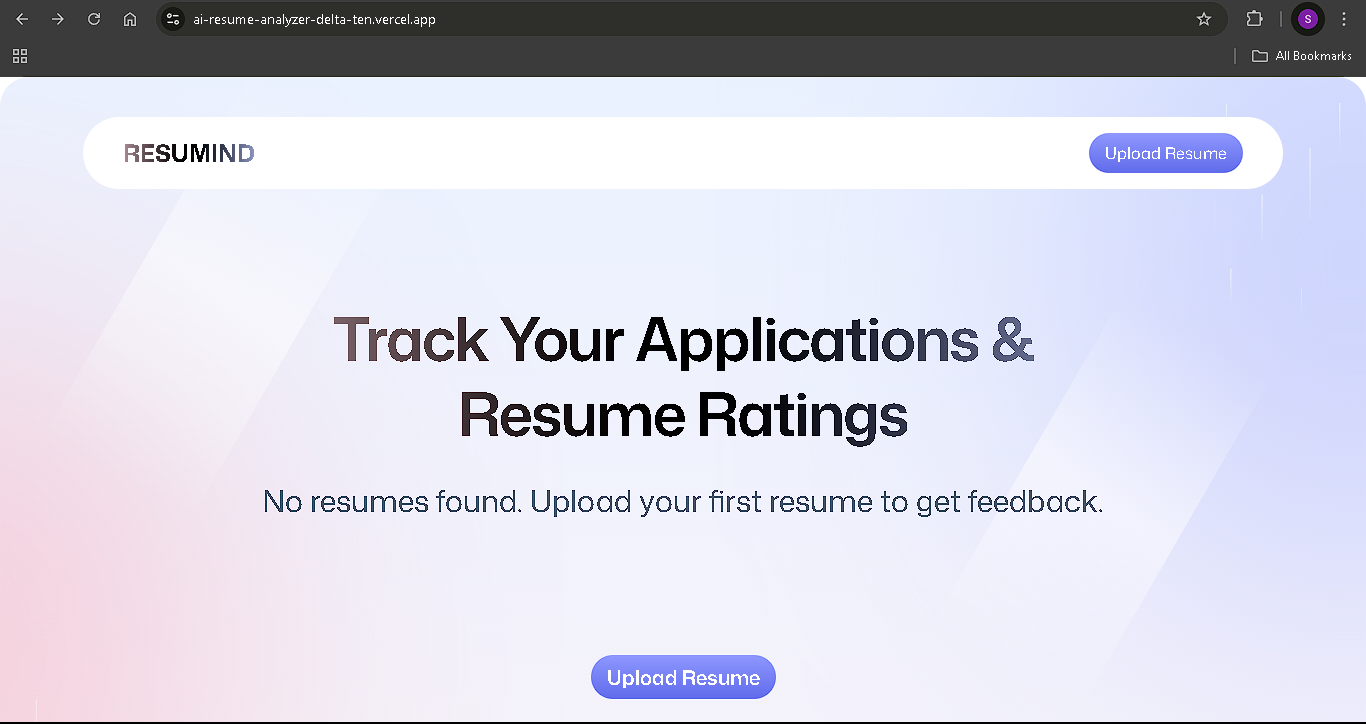 ai-resume-analyzer-delta-ten.vercel.app
S
All Bookmarks
RESUMIND
Upload Resume
Track Your Applications &
Resume Ratings
No resumes found. Upload your first resume to get feedback.
Upload Resume